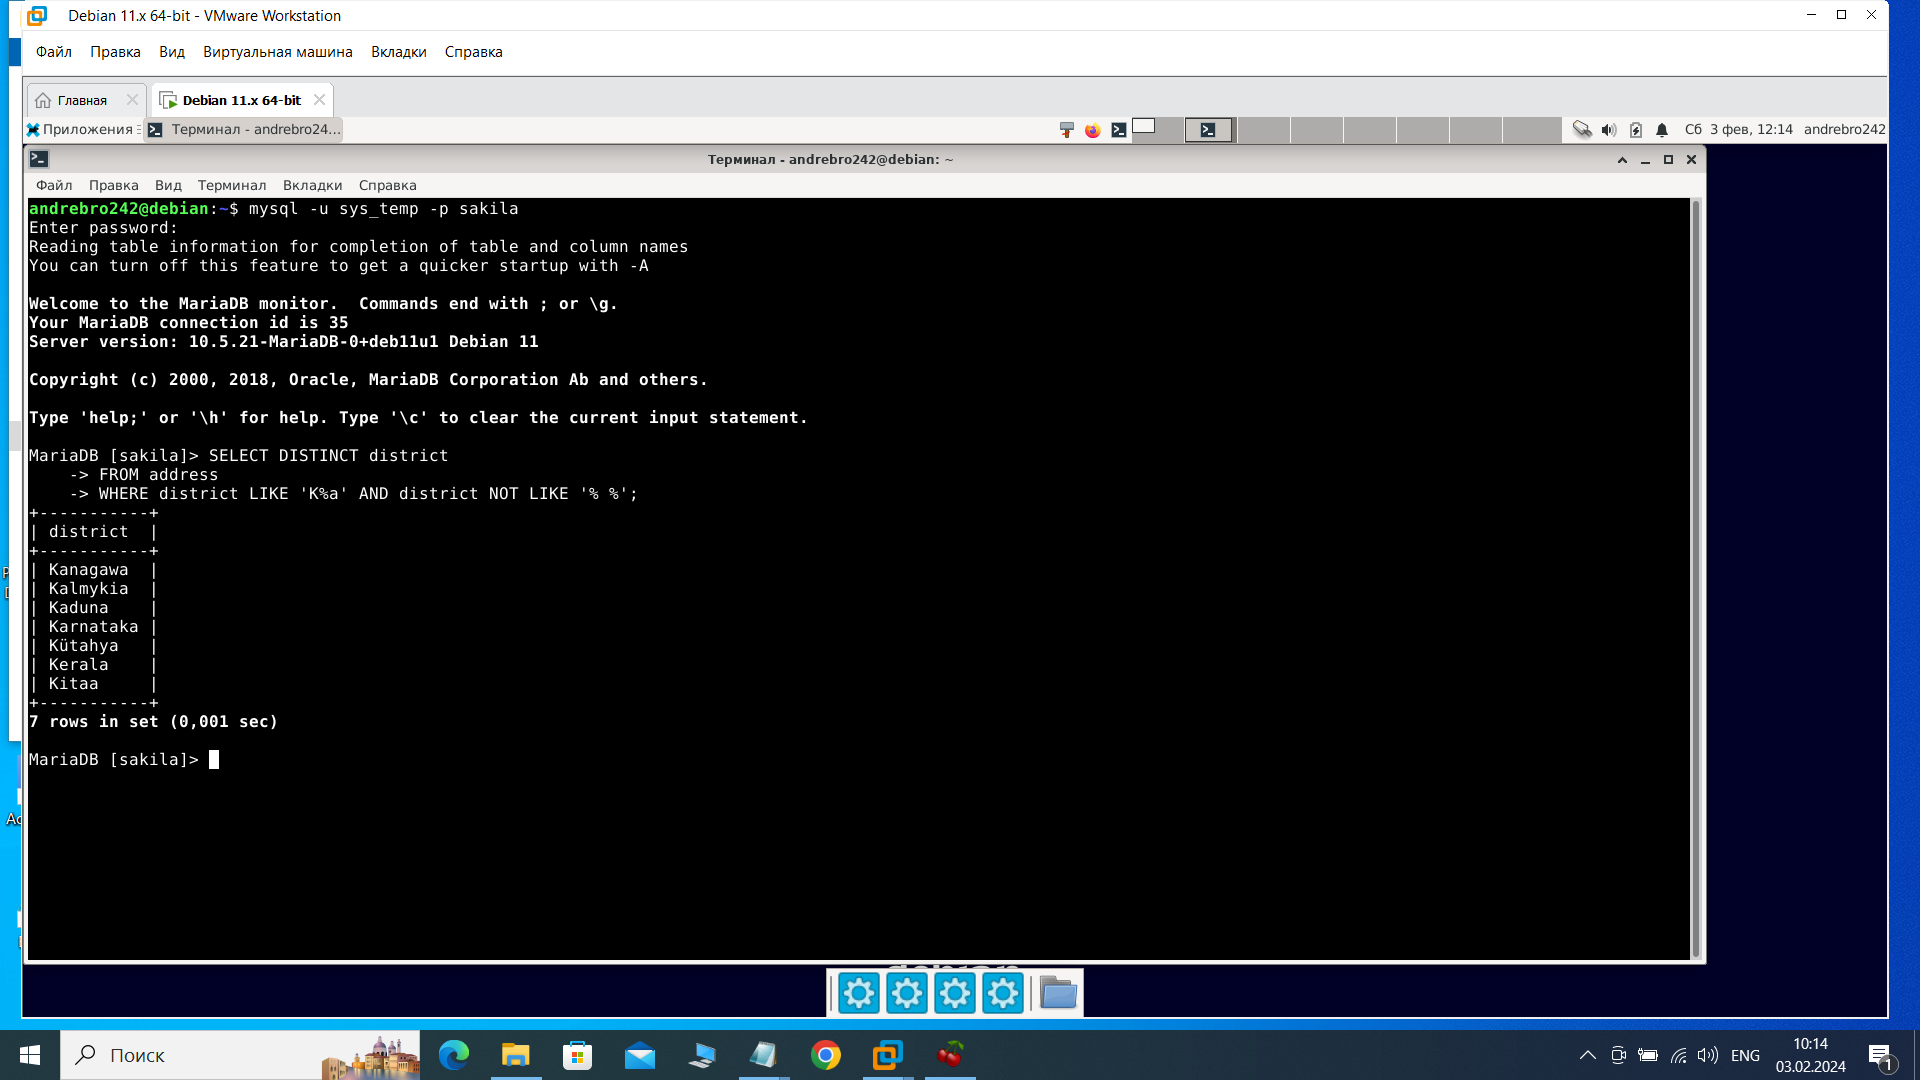 Debian 11.x 64-bit - VMware Workstation
Файл Правка Вид Виртуальная машина Вкладки Справка
Главная Debian 11.x 64-bit
Приложения Терминал - andrebro24... Сб 3 фев, 12:14 andrebro242
Терминал - andrebro242@debian: ~
Файл Правка Вид Терминал Вкладки Справка
andrebro242@debian:~$ mysql -u sys_temp -p sakila
Enter password:
Reading table information for completion of table and column names
You can turn off this feature to get a quicker startup with -A
Welcome to the MariaDB monitor.  Commands end with ; or \g.
Your MariaDB connection id is 35
Server version: 10.5.21-MariaDB-0+deb11u1 Debian 11
Copyright (c) 2000, 2018, Oracle, MariaDB Corporation Ab and others.
Type 'help;' or '\h' for help. Type '\c' to clear the current input statement.
MariaDB [sakila]> SELECT DISTINCT district
    -> FROM address
    -> WHERE district LIKE 'K%a' AND district NOT LIKE '% %';
+-----------+
| district  |
+-----------+
| Kanagawa  |
| Kalmykia  |
| Kaduna    |
| Karnataka |
| Kütahya   |
| Kerala    |
| Kitaa     |
+-----------+
7 rows in set (0,001 sec)
MariaDB [sakila]>
Поиск ENG 10:14 1
03.02.2024